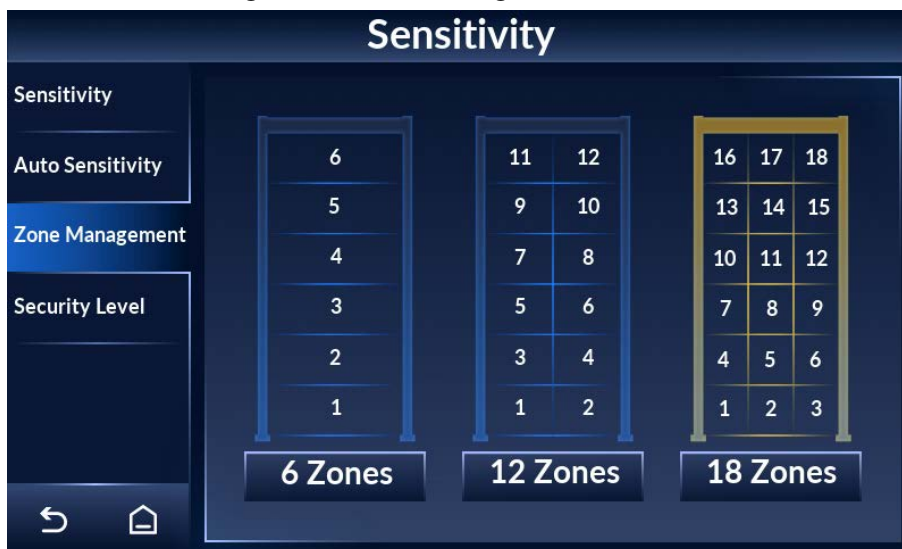 Sensitivity
Sensitivity
Auto Sensitivity
Zone Management
Security Level
6
5
4
3
2
1
6 Zones
11 12
9 10
7 8
5 6
3 4
1 2
12 Zones
16 17 18
13 14 15
10 11 12
7 8 9
4 5 6
1 2 3
18 Zones